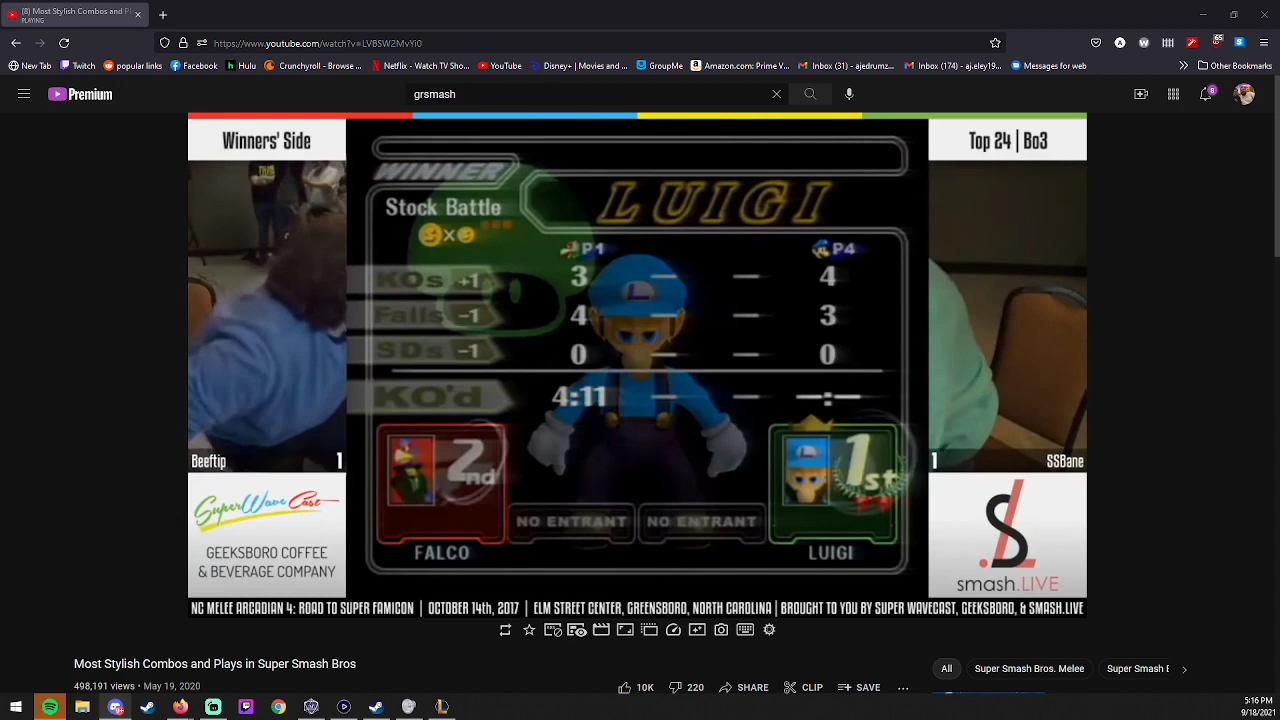 (8) Most Stylish Combos and Pl
PLAYING
https://www.youtube.com/watch?v=LVBSW2MvYi0
New Tab Twitch popular links Facebook Hulu Crunchyroll - Browse... Netflix - Watch TV Sho... YouTube Disney+ | Movies and ... GroupMe Amazon.com: Prime V... Inbox (31) - ajedrumz... Inbox (174) - aj.eley19... Messages for web Other Bookmarks
Premium
grsmash
8
Winners' Side
Top 24 | Bo3
WINNER
LUIGI
Stock Battle
P1 P4
KOs +1 3 — — 4
Falls -1 4 — — 3
SDs -1 0 — — 0
KO'd 4:11 — — —:—
2nd
1st
NO ENTRANT NO ENTRANT
FALCO
LUIGI
Beeftip 1
1 SSBane
SuperWaveCast
GEEKSBORO COFFEE
& BEVERAGE COMPANY
SL
smash.LIVE
NC MELEE ARCADIAN 4: ROAD TO SUPER FAMICON | OCTOBER 14th, 2017 | ELM STREET CENTER, GREENSBORO, NORTH CAROLINA | BROUGHT TO YOU BY SUPER WAVECAST, GEEKSBORO, & SMASH.LIVE
Most Stylish Combos and Plays in Super Smash Bros
498,191 views • May 19, 2020
10K 220 SHARE CLIP SAVE ...
All Super Smash Bros. Melee Super Smash B
5:16 PM
9/18/2021